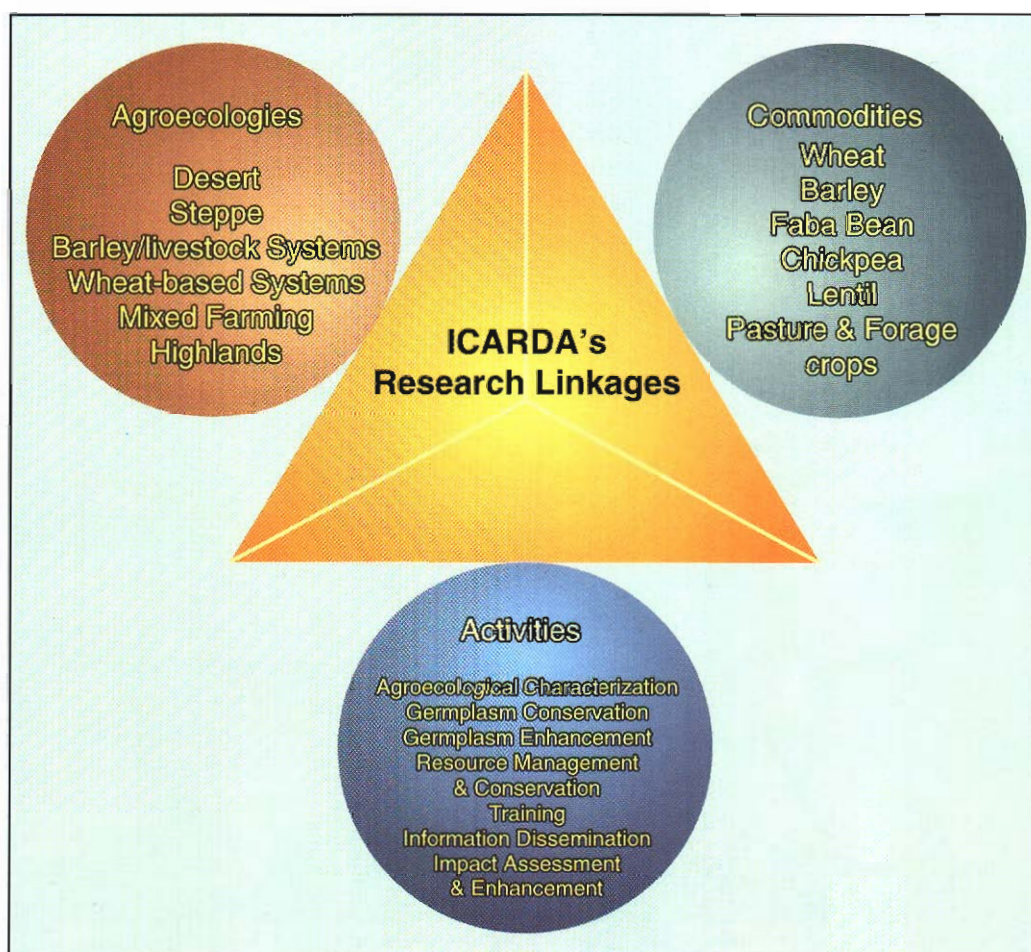 Agroecologies
Desert
Steppe
Barley/livestock Systems
Wheat-based Systems
Mixed Farming
Highlands
Commodities
Wheat
Barley
Faba Bean
Chickpea
Lentil
Pasture & Forage
crops
ICARDA's
Research Linkages
Activities
Agroecological Characterization
Germplasm Conservation
Germplasm Enhancement
Resource Management
& Conservation
Training
Information Dissemination
Impact Assessment
& Enhancement